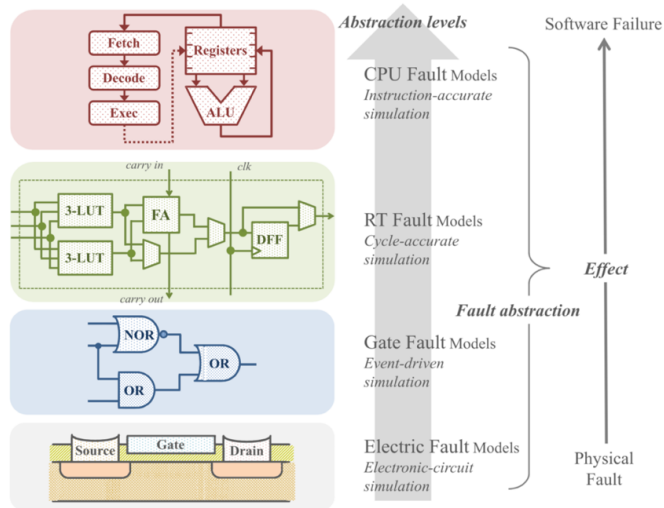 Abstraction levels
Software Failure
Fetch
Registers
Decode
Exec
ALU
CPU Fault Models
Instruction-accurate
simulation
carry in
clk
3-LUT
FA
3-LUT
DFF
carry out
RT Fault Models
Cycle-accurate
simulation
Effect
Fault abstraction
NOR
OR
OR
Gate Fault Models
Event-driven
simulation
Source
Gate
Drain
Electric Fault Models
Electronic-circuit
simulation
Physical
Fault